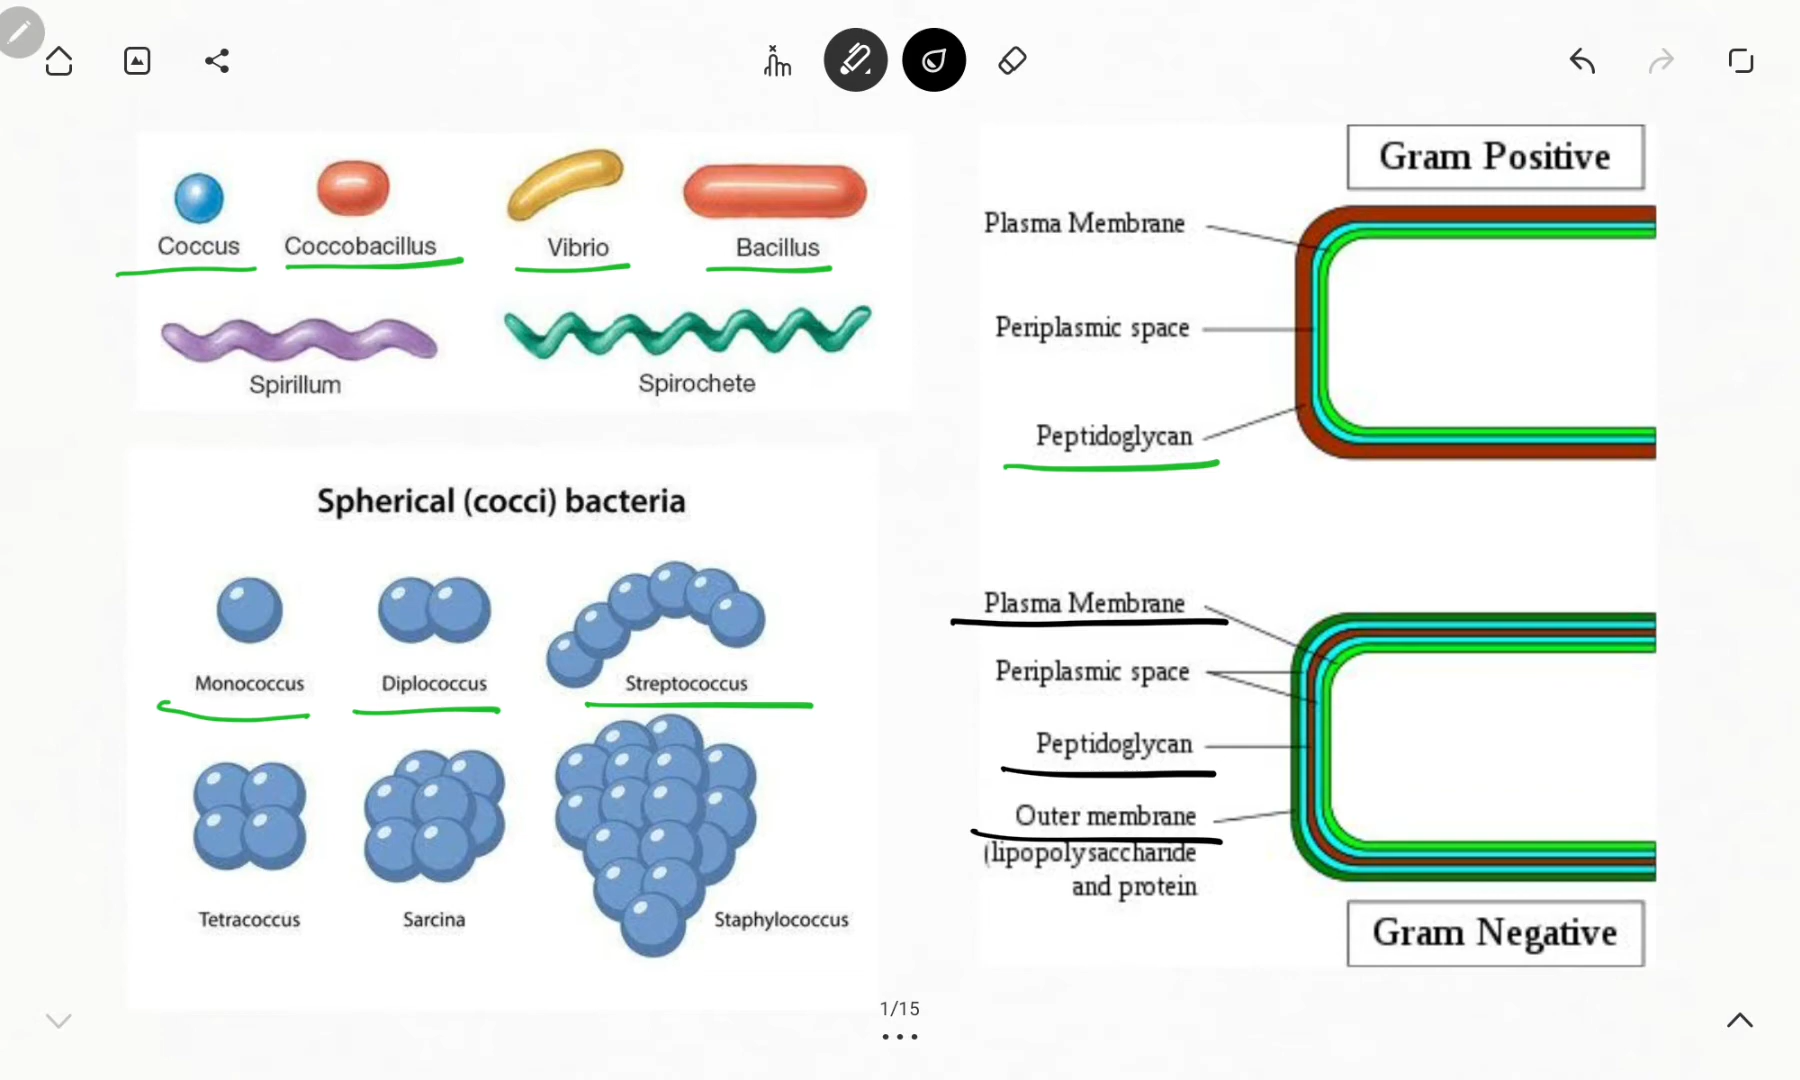 Coccus
Coccobacillus
Vibrio
Bacillus
Spirillum
Spirochete
Spherical (cocci) bacteria
Monococcus
Diplococcus
Streptococcus
Tetracoccus
Sarcina
Staphylococcus
Gram Positive
Plasma Membrane
Periplasmic space
Peptidoglycan
Plasma Membrane
Periplasmic space
Peptidoglycan
Outer membrane
(lipopolysaccharide
and protein
Gram Negative
1/15